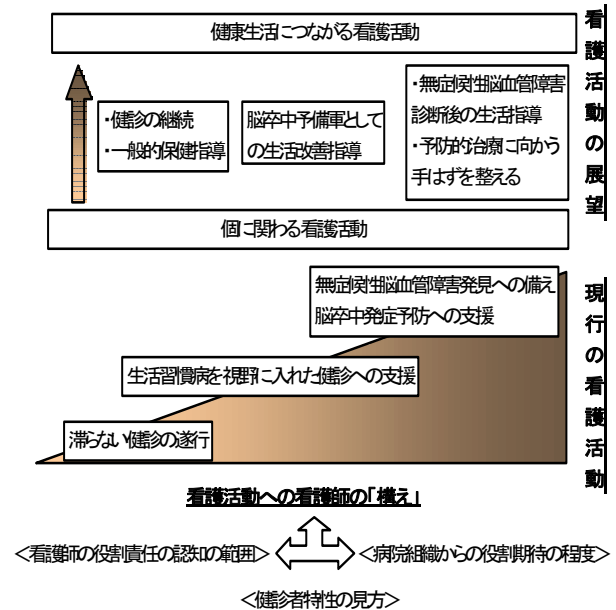 健康生活につながる看護活動
・健診の継続
・一般的保健指導
脳卒中予備軍として
の生活改善指導
・無症候性脳血管障害
診断後の生活指導
・予防的治療に向かう
手はずを整える
個に関わる看護活動
看護活動の展望
無症候性脳血管障害発見への備え
脳卒中発症予防への支援
生活習慣病を視野に入れた健診への支援
滞らない健診の遂行
現行の看護活動
看護活動への看護師の「構え」
＜看護師の役割責任の認知の範囲＞
＜病院組織からの役割期待の程度＞
＜健診者特性の見方＞